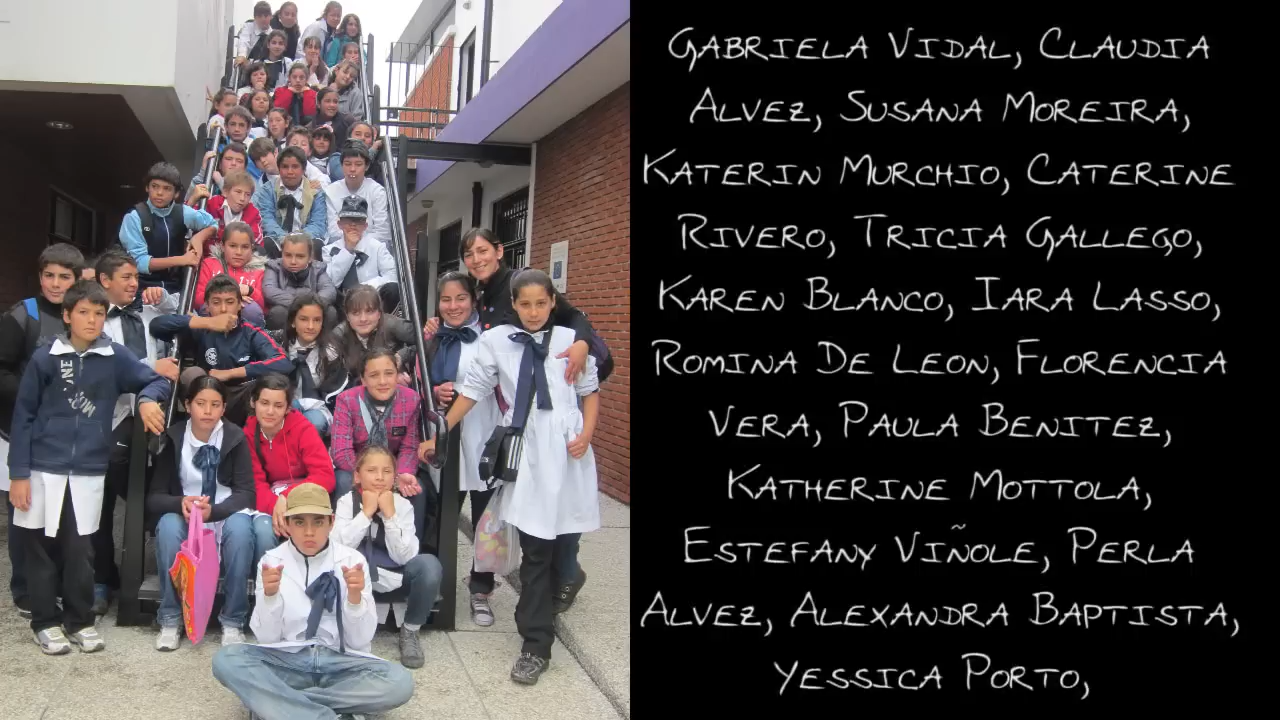 Gabriela Vidal, Claudia
Alvez, Susana Moreira,
Katerin Murchio, Caterine
Rivero, Tricia Gallego,
Karen Blanco, Iara Lasso,
Romina De Leon, Florencia
Vera, Paula Benitez,
Katherine Mottola,
Estefany Viñole, Perla
Alvez, Alexandra Baptista,
Yessica Porto,